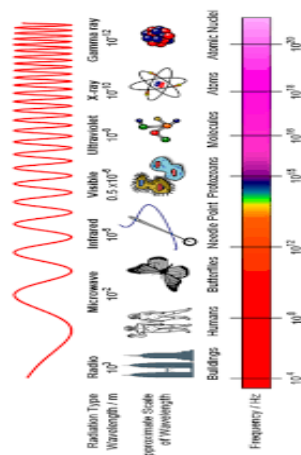 Radiation Type Radio Microwave Infrared Visible Ultraviolet X-ray Gamma ray
Wavelength / m 10³ 10⁻² 10⁻⁵ 0.5x10⁻⁶ 10⁻⁸ 10⁻¹⁰ 10⁻¹²
Approximate Scale
of Wavelength
Buildings Humans Butterflies Needle Point Protozoans Molecules Atoms Atomic Nuclei
Frequency / Hz
10⁴ 10⁸ 10¹² 10¹⁵ 10¹⁶ 10¹⁸ 10²⁰